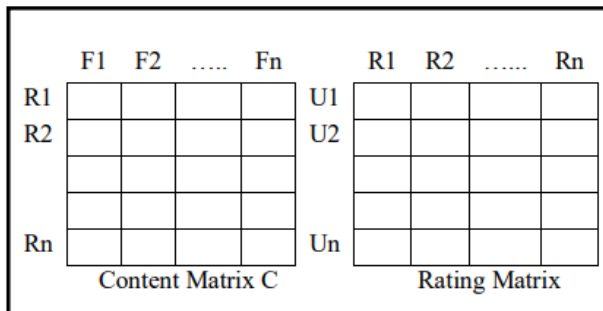 F1 F2 ..... Fn
R1
R2
Rn
Content Matrix C
R1 R2 ...... Rn
U1
U2
Un
Rating Matrix